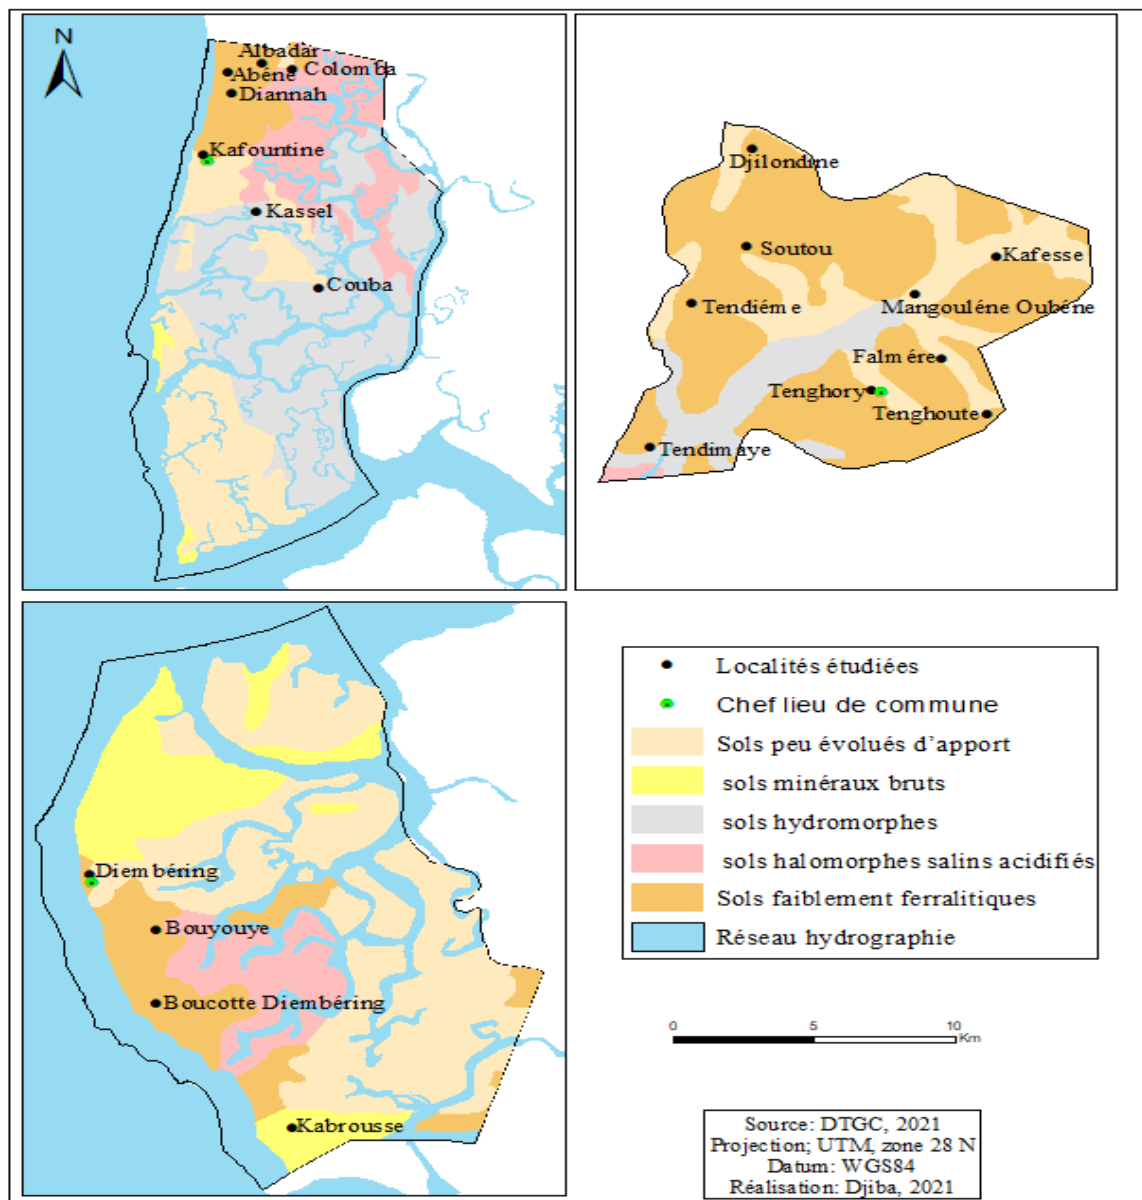 N
Albadar
Abéne
Colomba
Diannah
Kafountine
Kassel
Couba
Djilondine
Soutou
Kafesse
Tendiéme
Mangouléne Oubéne
Falmére
Tenghory
Tenghoute
Tendimaye
Diembéring
Bouyouye
Boucotte Diembéring
Kabrousse
Localités étudiées
Chef lieu de commune
Sols peu évolués d'apport
sols minéraux bruts
sols hydromorphes
sols halomorphes salins acidifiés
Sols faiblement ferralitiques
Réseau hydrographie
0 5 10
Km
Source: DTGC, 2021
Projection; UTM, zone 28 N
Datum: WGS84
Réalisation: Djiba, 2021